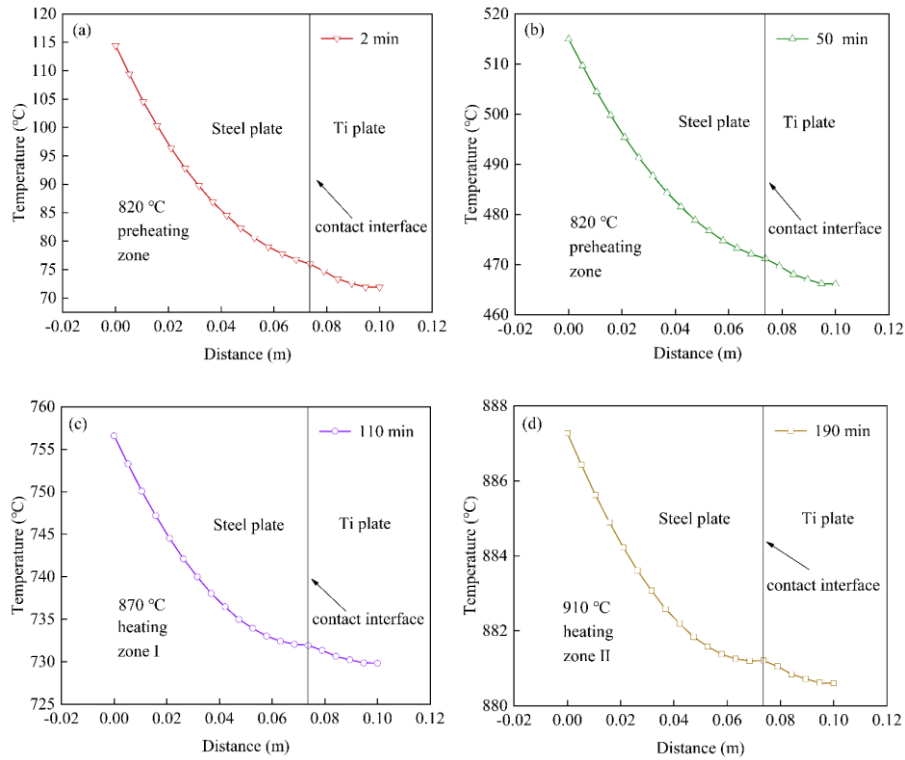 (a)
2 min
Steel plate
Ti plate
820 °C
preheating
zone
contact interface
Temperature (°C)
120
115
110
105
100
95
90
85
80
75
70
-0.02 0.00 0.02 0.04 0.06 0.08 0.10 0.12
Distance (m)
(b)
50 min
Steel plate
Ti plate
820 °C
preheating
zone
contact interface
Temperature (°C)
520
510
500
490
480
470
460
-0.02 0.00 0.02 0.04 0.06 0.08 0.10 0.12
Distance (m)
(c)
110 min
Steel plate
Ti plate
870 °C
heating
zone I
contact interface
Temperature (°C)
760
755
750
745
740
735
730
725
-0.02 0.00 0.02 0.04 0.06 0.08 0.10 0.12
Distance (m)
(d)
190 min
Steel plate
Ti plate
910 °C
heating
zone II
contact interface
Temperature (°C)
888
886
884
882
880
-0.02 0.00 0.02 0.04 0.06 0.08 0.10 0.12
Distance (m)